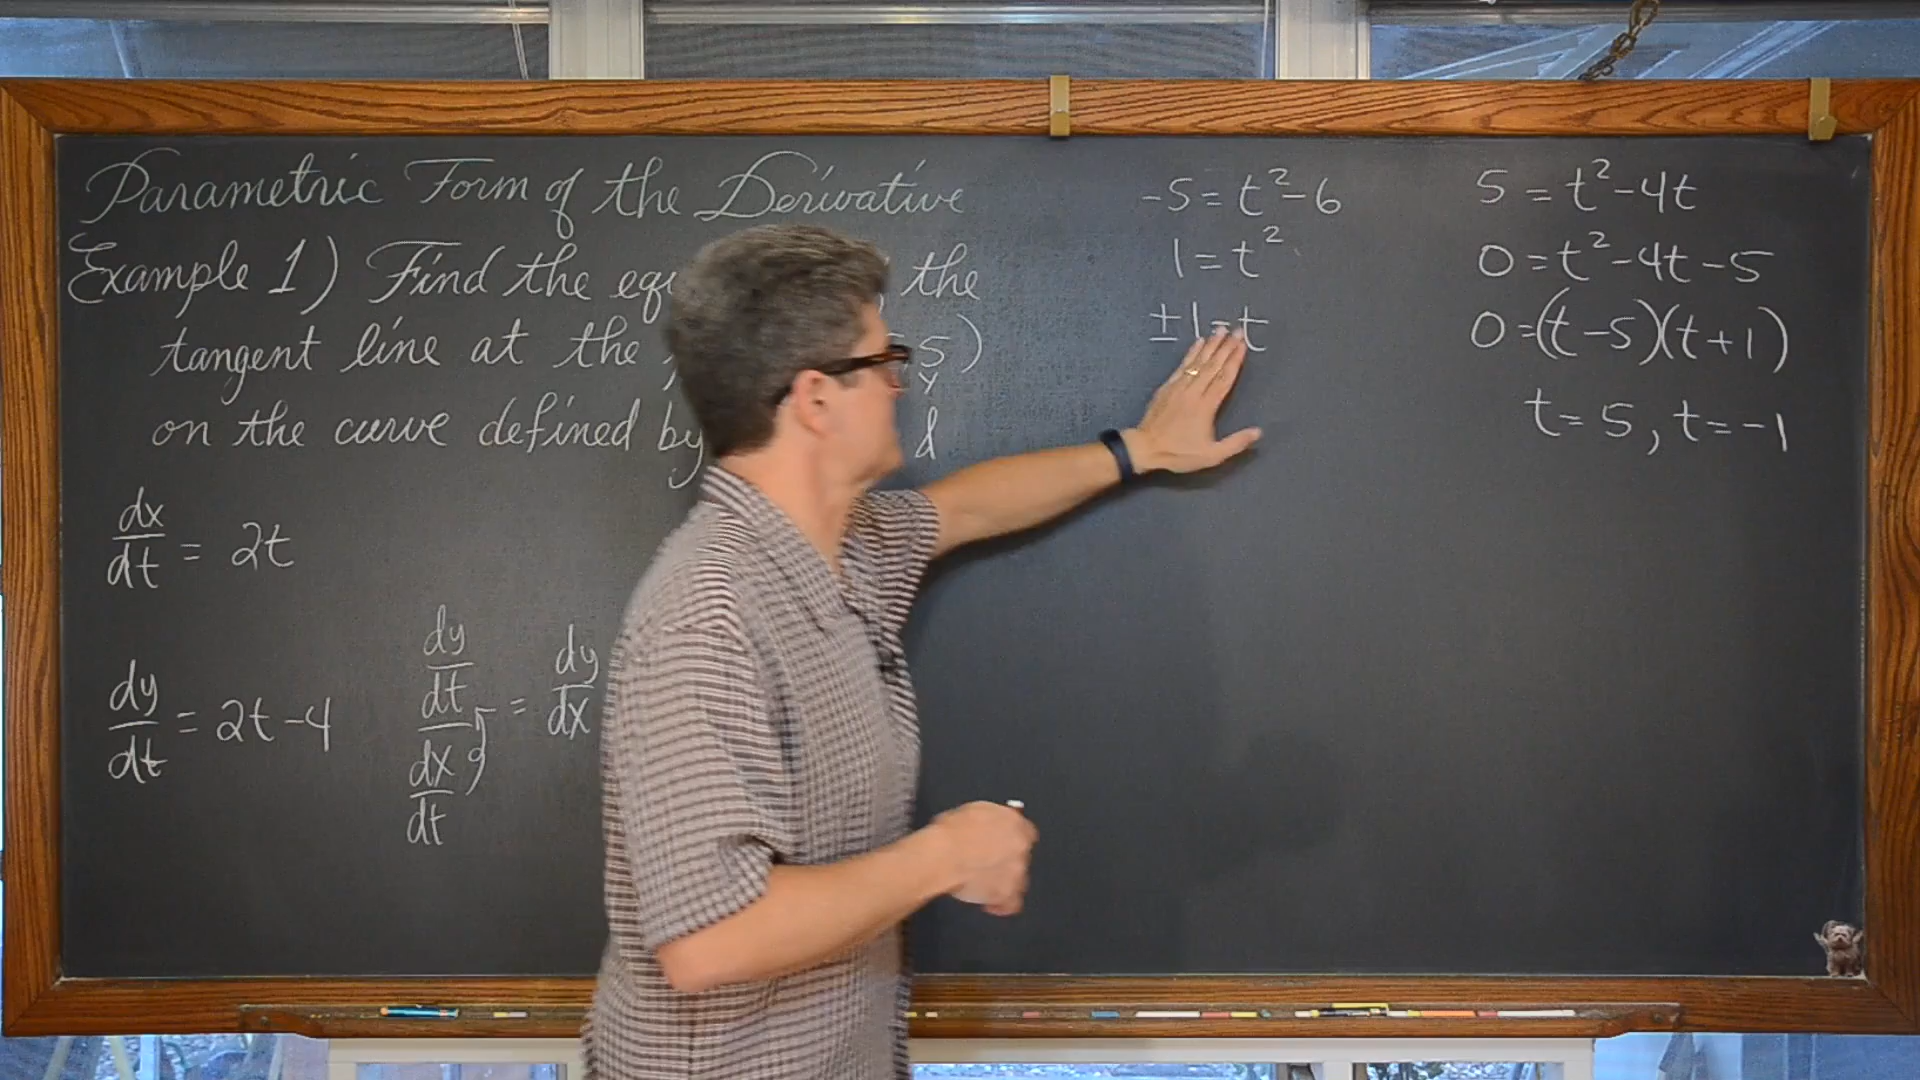 Parametric Form of the Derivative
Example 1) Find the the
tangent line at the 5)
y
on the curve defined by
dx/dt = 2t
dy/dt = 2t-4
dy/dt / dx/dt = dy/dx
-5 = t²-6
1 = t²
±1 = t
5 = t²-4t
0 = t²-4t-5
0 = (t-5)(t+1)
t = 5, t = -1